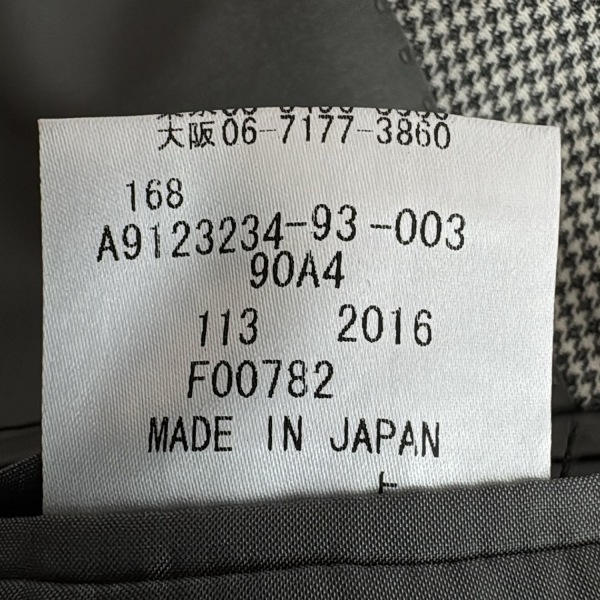 大阪06-7177-3860
168
A9123234-93-003
90A4
113 2016
F00782
MADE IN JAPAN